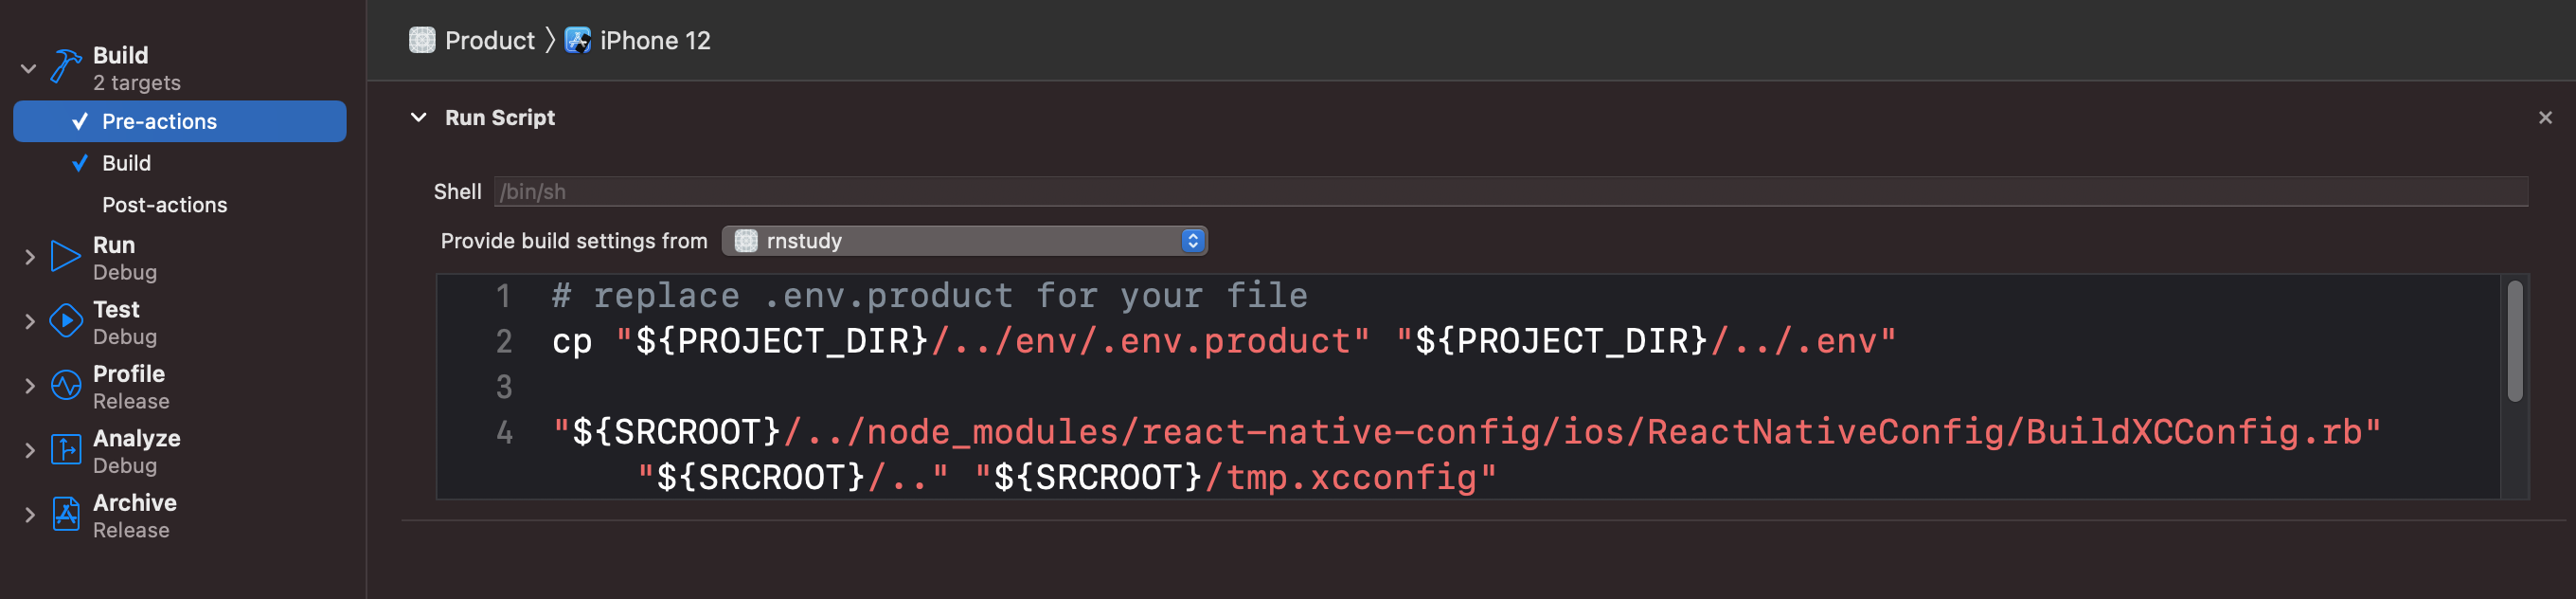 Build
2 targets
Pre-actions
Build
Post-actions
Run
Debug
Test
Debug
Profile
Release
Analyze
Debug
Archive
Release
Product 〉 iPhone 12
Run Script
Shell /bin/sh
Provide build settings from rnstudy
1 # replace .env.product for your file
2 cp "${PROJECT_DIR}/../env/.env.product" "${PROJECT_DIR}/../.env"
3
4 "${SRCROOT}/../node_modules/react-native-config/ios/ReactNativeConfig/BuildXCConfig.rb"
"${SRCROOT}/.." "${SRCROOT}/tmp.xcconfig"